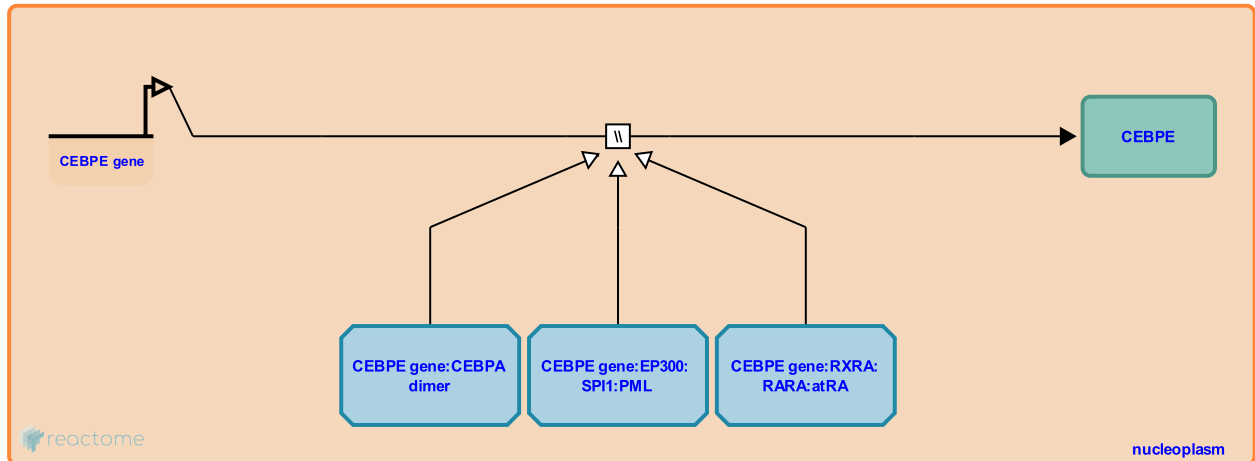 CEBPE gene
\\
CEBPE
CEBPE gene:CEBPA
dimer
CEBPE gene:EP300:
SPI1:PML
CEBPE gene:RXRA:
RARA:atRA
reactome
nucleoplasm